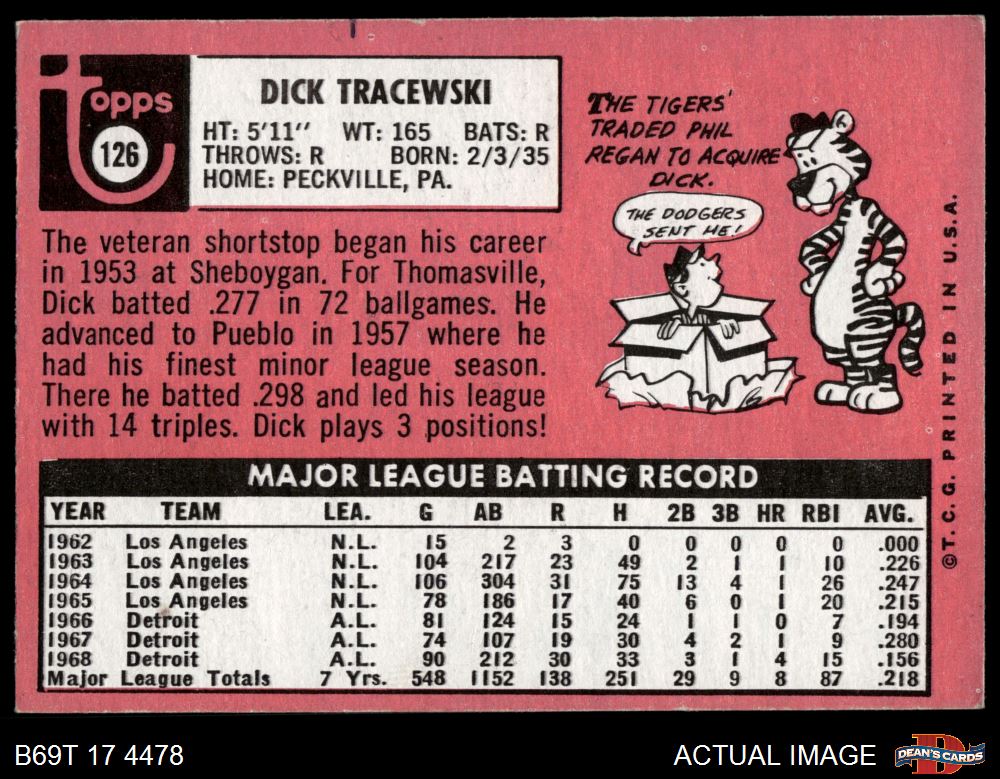 Topps
126
DICK TRACEWSKI
HT: 5'11" WT: 165 BATS: R
THROWS: R BORN: 2/3/35
HOME: PECKVILLE, PA.
The veteran shortstop began his career
in 1953 at Sheboygan. For Thomasville,
Dick batted .277 in 72 ballgames. He
advanced to Pueblo in 1957 where he
had his finest minor league season.
There he batted .298 and led his league
with 14 triples. Dick plays 3 positions!
THE TIGERS'
TRADED PHIL
REGAN TO ACQUIRE
DICK.
THE DODGERS
SENT ME!
©T. C. G. PRINTED IN U.S.A.
MAJOR LEAGUE BATTING RECORD
YEAR TEAM LEA. G AB R H 2B 3B HR RBI AVG.
1962 Los Angeles N.L. 15 2 3 0 0 0 0 0 .000
1963 Los Angeles N.L. 104 217 23 49 2 1 1 10 .226
1964 Los Angeles N.L. 106 304 31 75 13 4 1 26 .247
1965 Los Angeles N.L. 78 186 17 40 6 0 1 20 .215
1966 Detroit A.L. 81 124 15 24 1 1 0 7 .194
1967 Detroit A.L. 74 107 19 30 4 2 1 9 .280
1968 Detroit A.L. 90 212 30 33 3 1 4 15 .156
Major League Totals 7 Yrs. 548 1152 138 251 29 9 8 87 .218
B69T 17 4478
ACTUAL IMAGE
DEAN'S CARDS